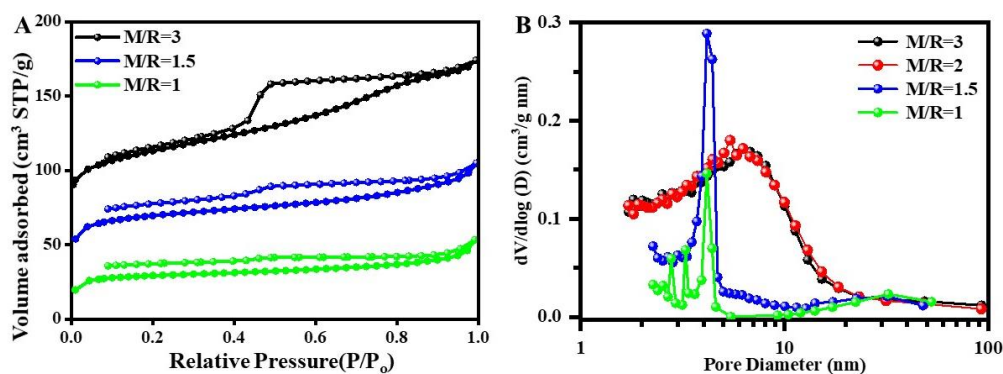 A
200
150
100
50
0
M/R=3
M/R=1.5
M/R=1
0.0 0.2 0.4 0.6 0.8 1.0
Relative Pressure(P/Po)
Volume adsorbed (cm³ STP/g)
B
0.3
0.2
0.1
0.0
M/R=3
M/R=2
M/R=1.5
M/R=1
1 10 100
Pore Diameter (nm)
dV/dlog (D) (cm³/g nm)